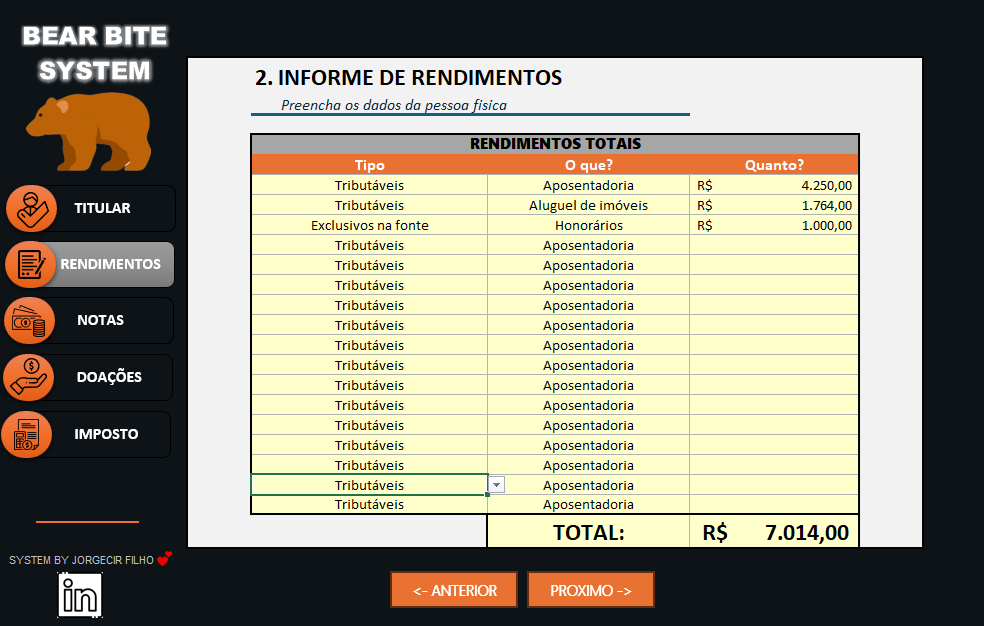 BEAR BITE
SYSTEM
TITULAR
RENDIMENTOS
NOTAS
DOAÇÕES
IMPOSTO
SYSTEM BY JORGECIR FILHO
in
2. INFORME DE RENDIMENTOS
Preencha os dados da pessoa física
RENDIMENTOS TOTAIS
Tipo O que? Quanto?
Tributáveis Aposentadoria R$ 4.250,00
Tributáveis Aluguel de imóveis R$ 1.764,00
Exclusivos na fonte Honorários R$ 1.000,00
Tributáveis Aposentadoria
Tributáveis Aposentadoria
Tributáveis Aposentadoria
Tributáveis Aposentadoria
Tributáveis Aposentadoria
Tributáveis Aposentadoria
Tributáveis Aposentadoria
Tributáveis Aposentadoria
Tributáveis Aposentadoria
Tributáveis Aposentadoria
Tributáveis Aposentadoria
Tributáveis Aposentadoria
Tributáveis Aposentadoria
Tributáveis Aposentadoria
TOTAL: R$ 7.014,00
<- ANTERIOR
PROXIMO ->